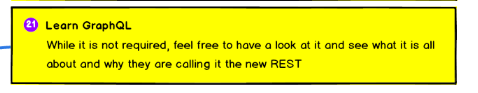 21 Learn GraphQL
While it is not required, feel free to have a look at it and see what it is all
about and why they are calling it the new REST